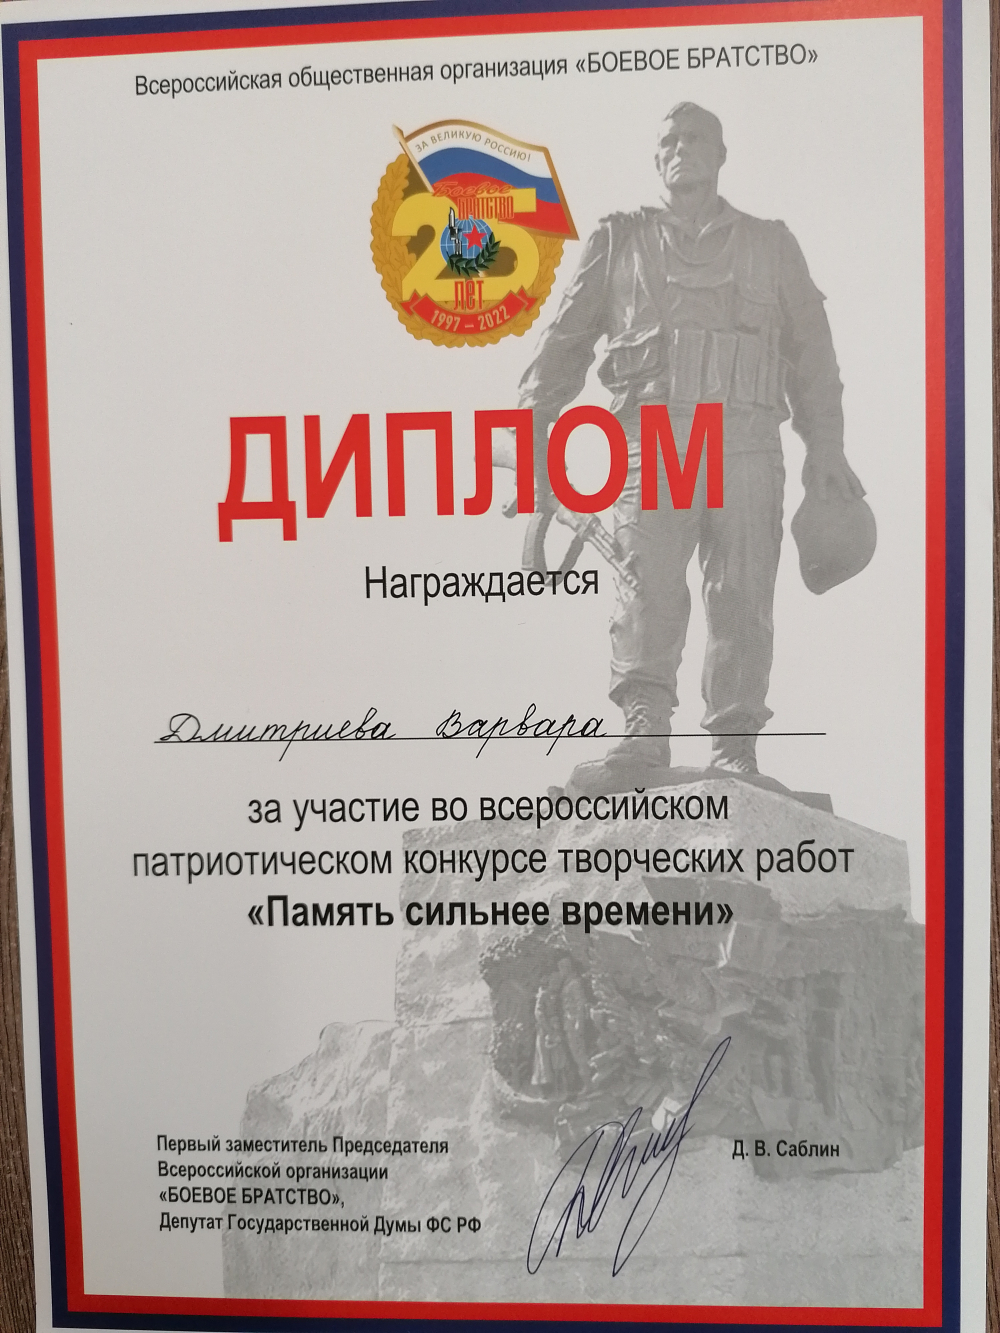 Всероссийская общественная организация «БОЕВОЕ БРАТСТВО»
ЗА ВЕЛИКУЮ РОССИЮ!
Боевое
БРАТСТВО
25
ЛЕТ
1997 – 2022
ДИПЛОМ
Награждается
Дмитриева Варвара
за участие во всероссийском
патриотическом конкурсе творческих работ
«Память сильнее времени»
Первый заместитель Председателя
Всероссийской организации
«БОЕВОЕ БРАТСТВО»,
Депутат Государственной Думы ФС РФ
Д. В. Саблин